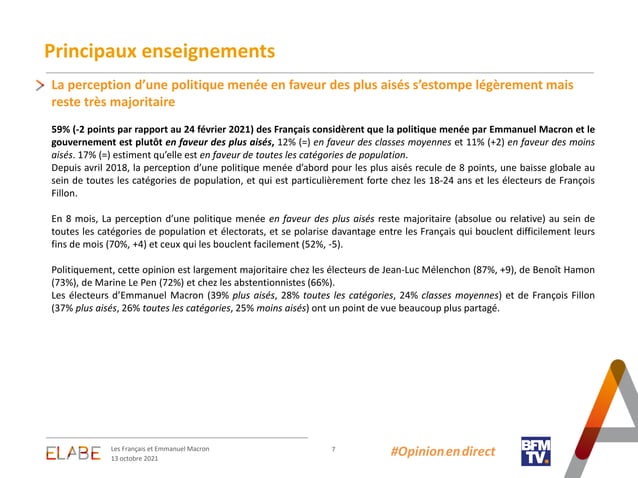 Principaux enseignements
La perception d’une politique menée en faveur des plus aisés s’estompe légèrement mais
reste très majoritaire
59% (-2 points par rapport au 24 février 2021) des Français considèrent que la politique menée par Emmanuel Macron et le
gouvernement est plutôt en faveur des plus aisés, 12% (=) en faveur des classes moyennes et 11% (+2) en faveur des moins
aisés. 17% (=) estiment qu’elle est en faveur de toutes les catégories de population.
Depuis avril 2018, la perception d’une politique menée d’abord pour les plus aisés recule de 8 points, une baisse globale au
sein de toutes les catégories de population, et qui est particulièrement forte chez les 18-24 ans et les électeurs de François
Fillon.
En 8 mois, La perception d’une politique menée en faveur des plus aisés reste majoritaire (absolue ou relative) au sein de
toutes les catégories de population et électorats, et se polarise davantage entre les Français qui bouclent difficilement leurs
fins de mois (70%, +4) et ceux qui les bouclent facilement (52%, -5).
Politiquement, cette opinion est largement majoritaire chez les électeurs de Jean-Luc Mélenchon (87%, +9), de Benoît Hamon
(73%), de Marine Le Pen (72%) et chez les abstentionnistes (66%).
Les électeurs d’Emmanuel Macron (39% plus aisés, 28% toutes les catégories, 24% classes moyennes) et de François Fillon
(37% plus aisés, 26% toutes les catégories, 25% moins aisés) ont un point de vue beaucoup plus partagé.
ELABE
Les Français et Emmanuel Macron
13 octobre 2021
7
#Opinionendirect
BFM
TV.